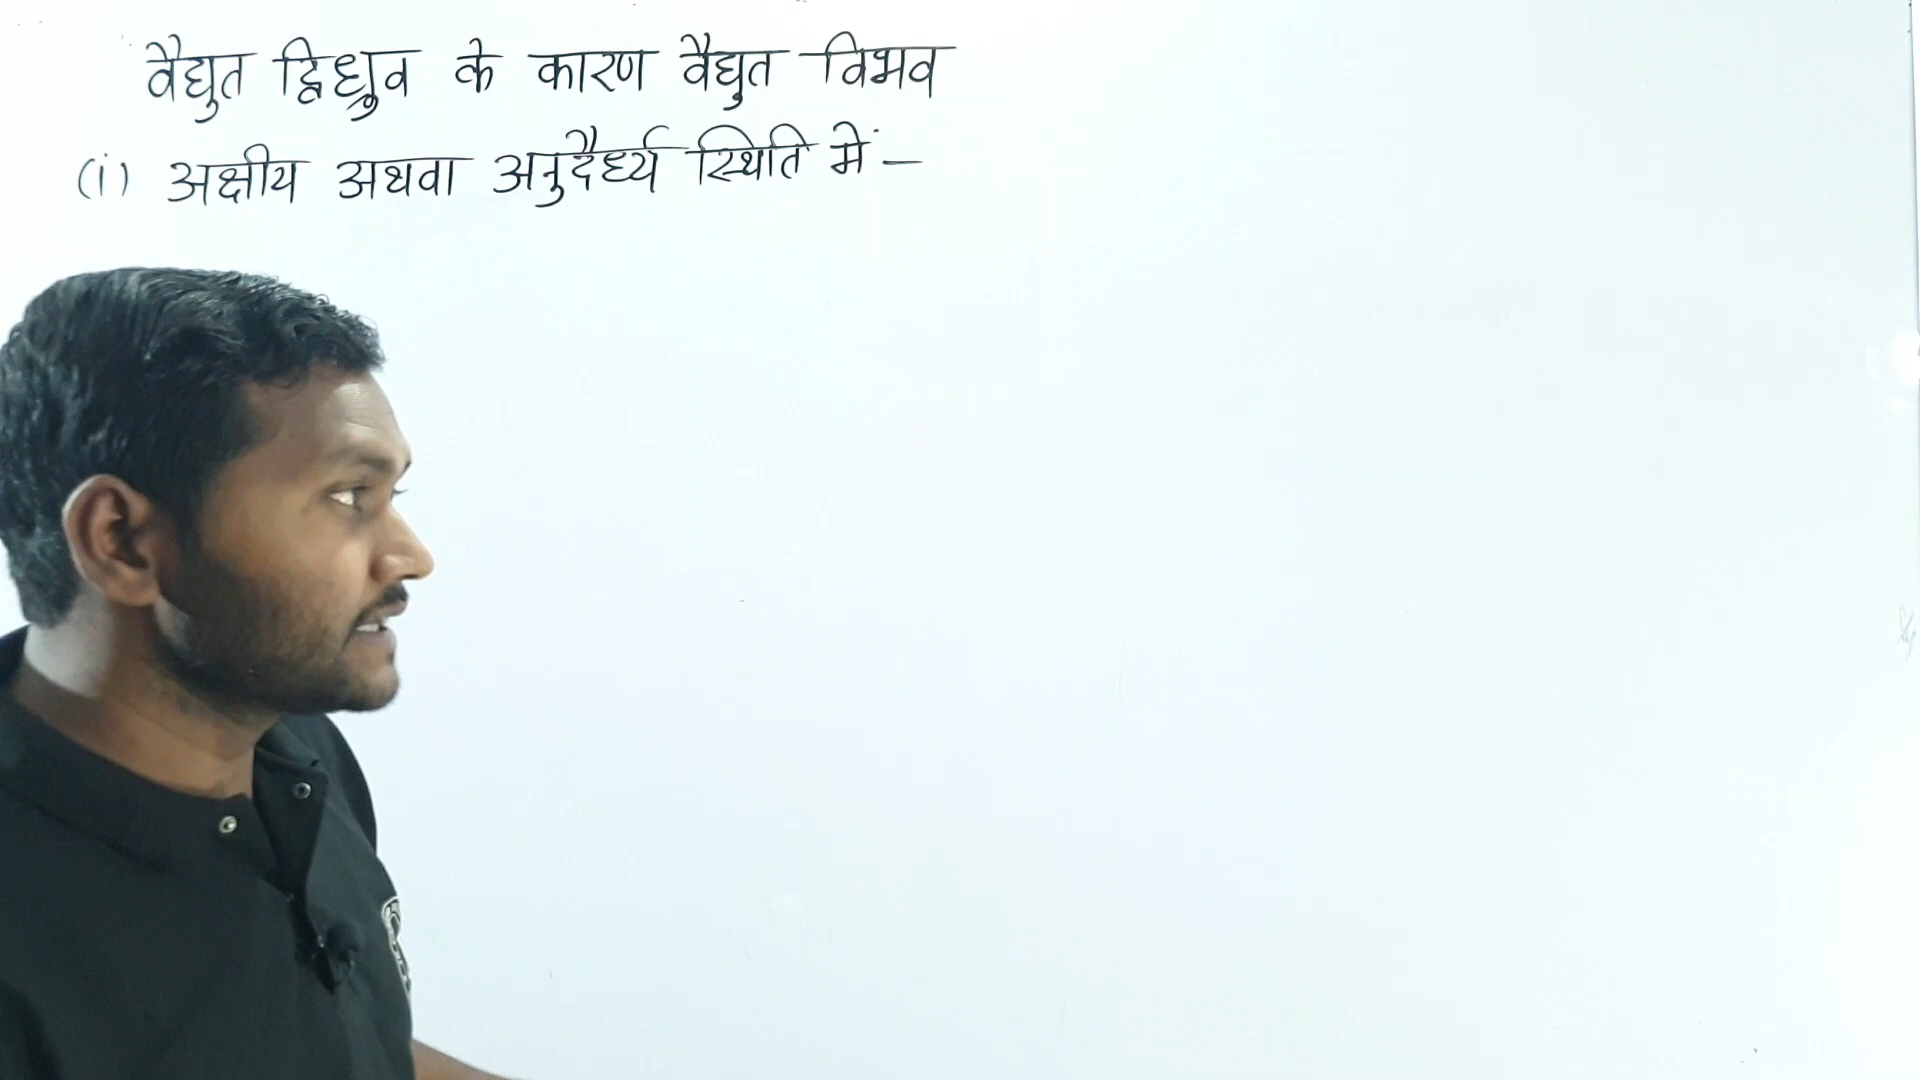 वैद्युत द्विध्रुव के कारण वैद्युत विभव
(i) अक्षीय अथवा अनुदैर्ध्य स्थिति में -